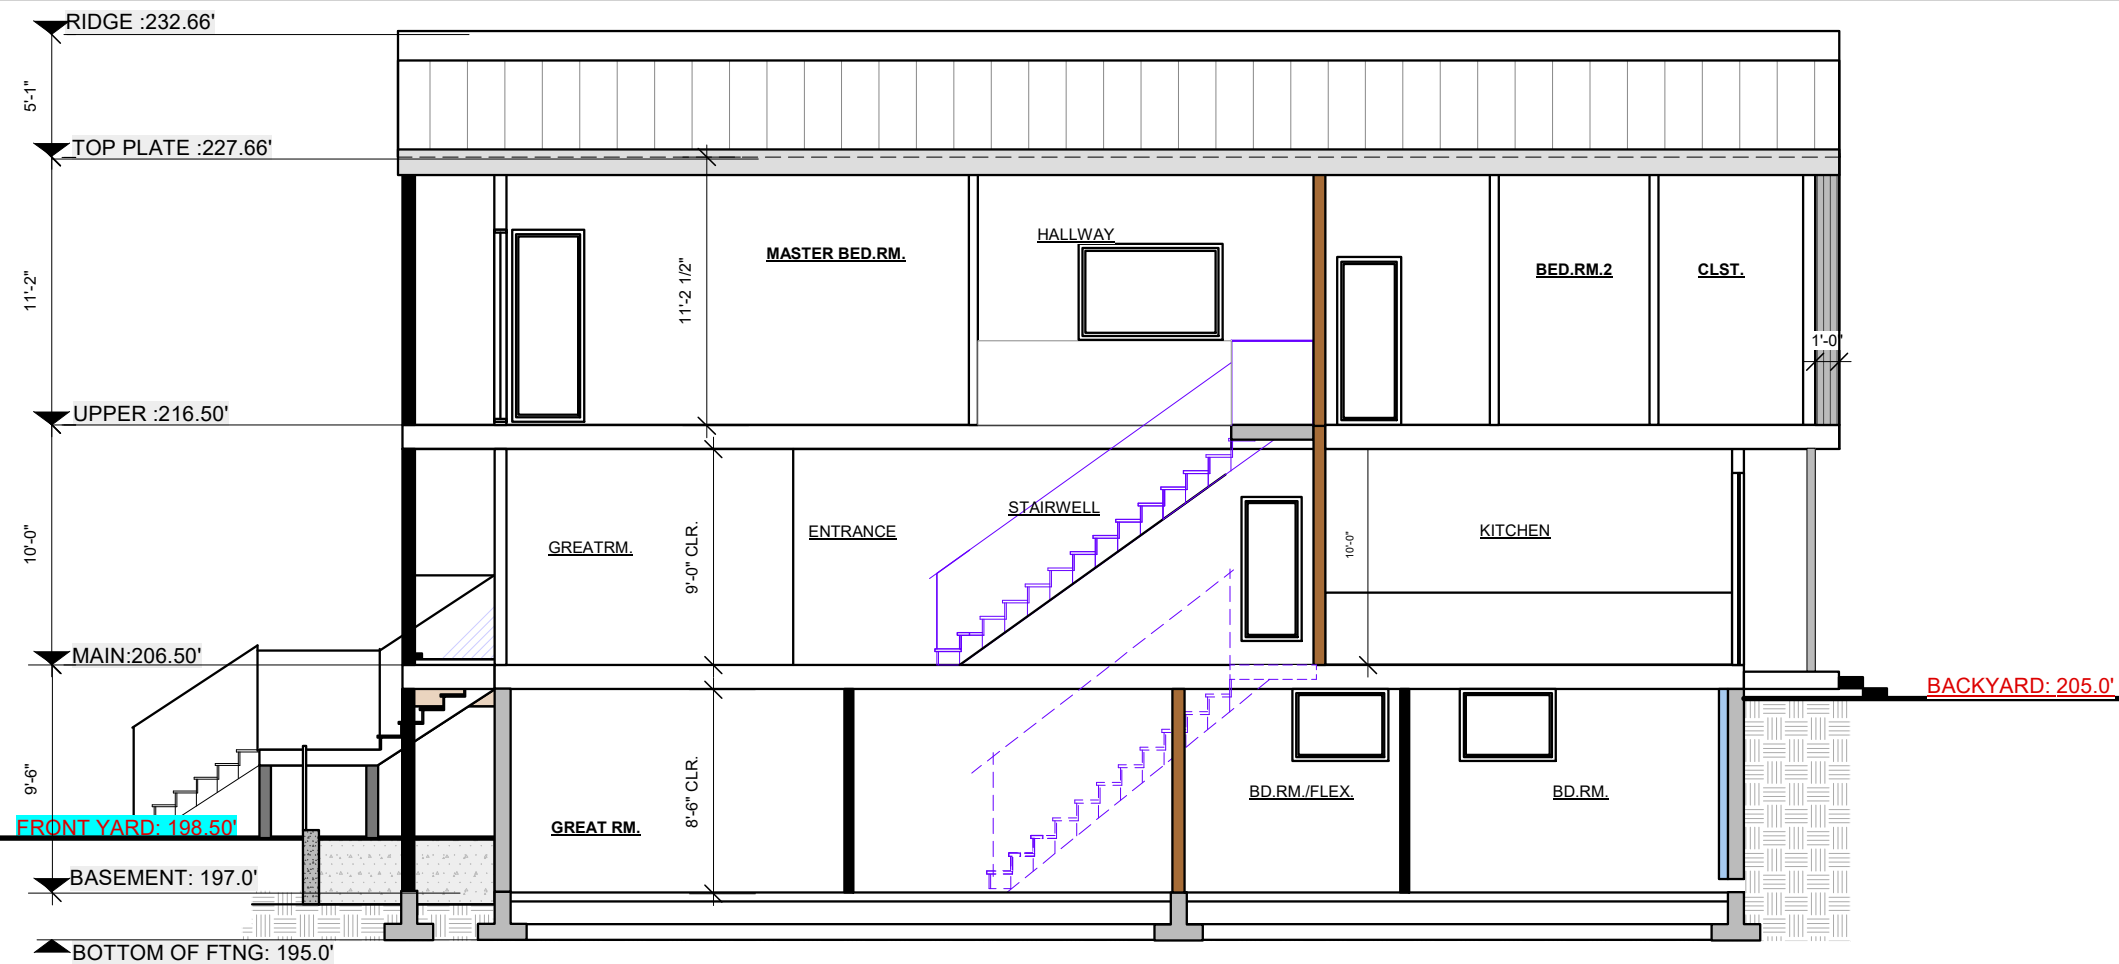 RIDGE :232.66'
5'-1"
TOP PLATE :227.66'
11'-2"
11'-2 1/2"
MASTER BED.RM.
HALLWAY
BED.RM.2
CLST.
1'-0"
UPPER :216.50'
10'-0"
GREATRM.
9'-0" CLR.
ENTRANCE
STAIRWELL
10'-0"
KITCHEN
MAIN:206.50'
BACKYARD: 205.0'
9'-6"
8'-6" CLR.
BD.RM./FLEX.
BD.RM.
FRONT YARD: 198.50'
GREAT RM.
BASEMENT: 197.0'
BOTTOM OF FTNG: 195.0'